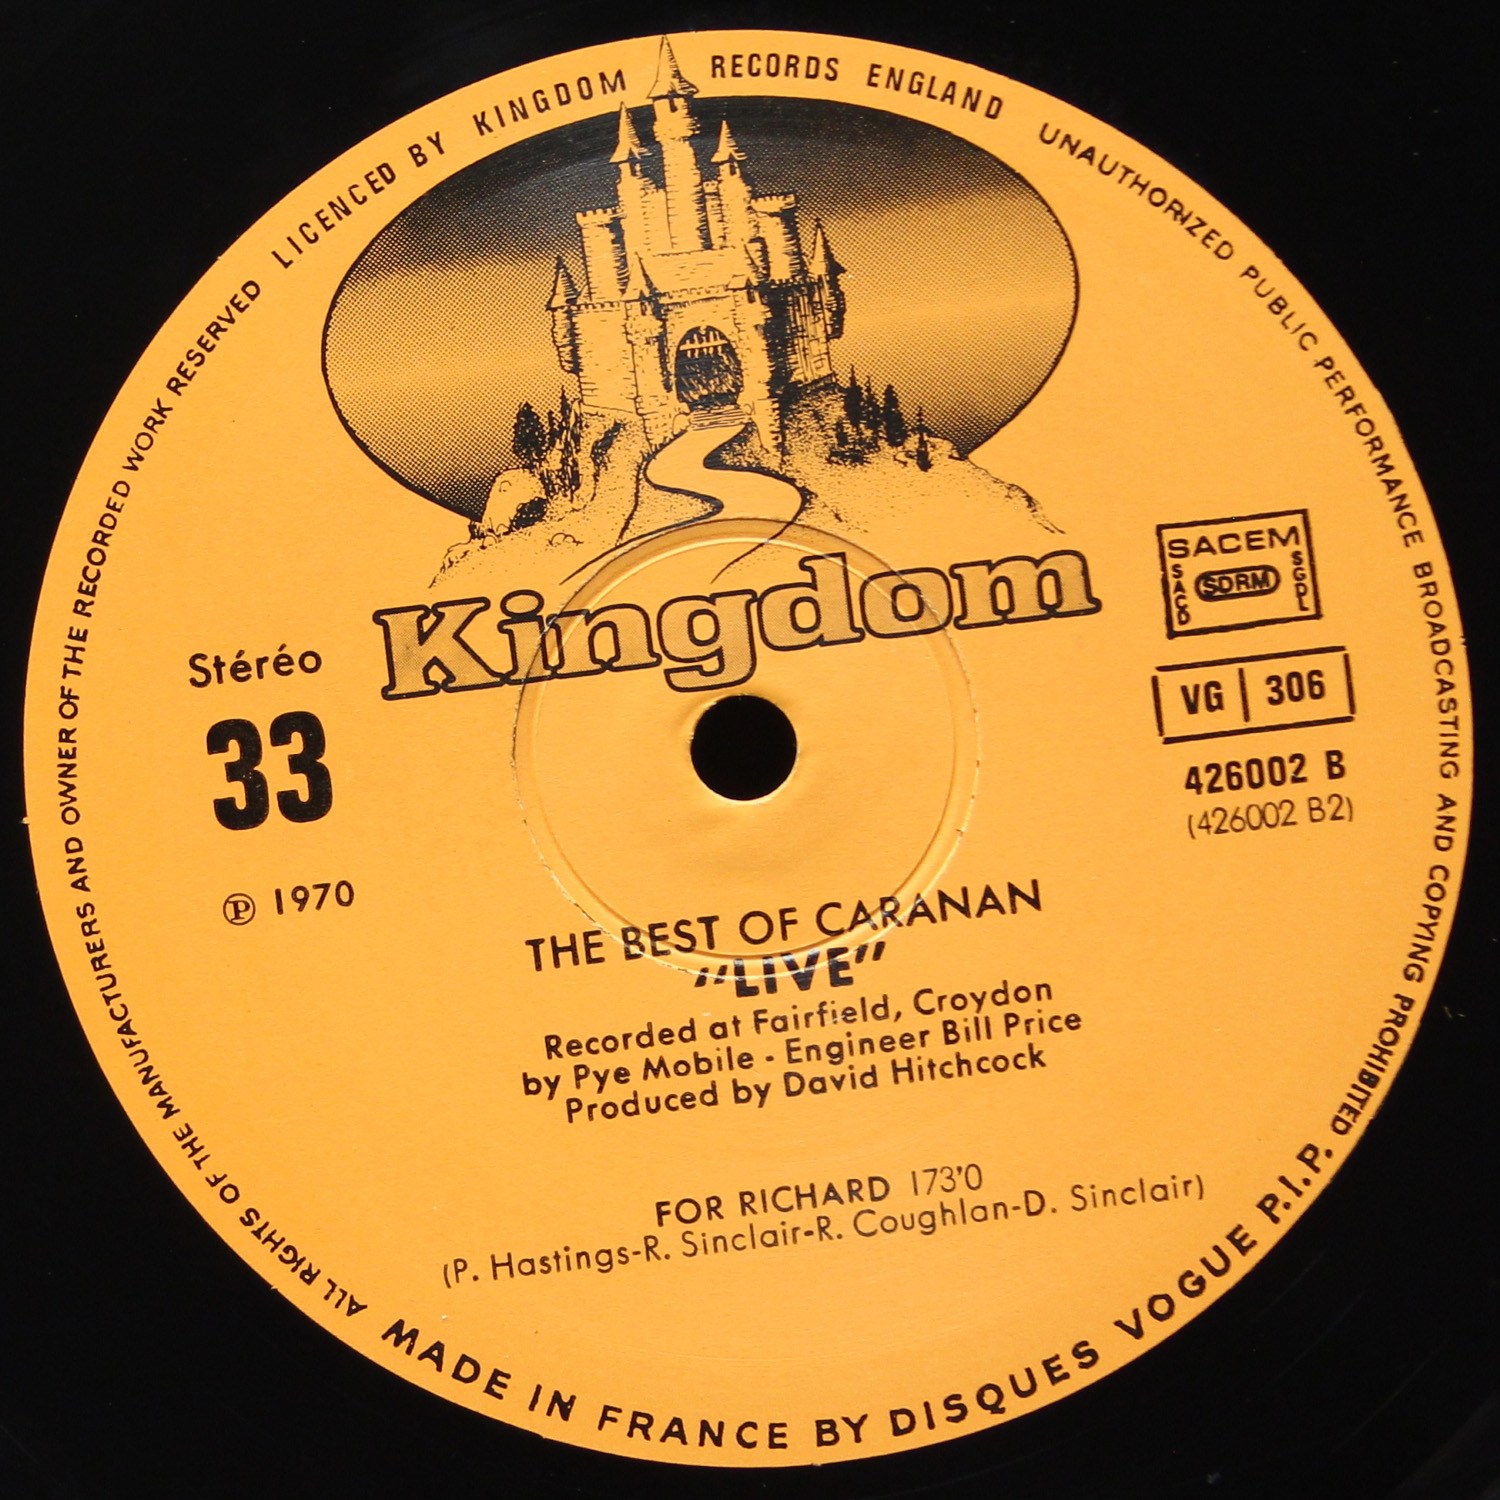 LICENCED BY KINGDOM RECORDS ENGLAND
UNAUTHORIZED PUBLIC PERFORMANCE BROADCASTING AND COPYING PROHIBITED
ALL RIGHTS OF THE MANUFACTURERS AND OWNER OF THE RECORDED WORK RESERVED
Kingdom
SACEM
SACD
SDRM
SGDL
Stéréo
33
VG | 306
426002 B
(426002 B2)
℗ 1970
THE BEST OF CARANAN
"LIVE"
Recorded at Fairfield, Croydon
by Pye Mobile - Engineer Bill Price
Produced by David Hitchcock
FOR RICHARD 173'0
(P. Hastings-R. Sinclair-R. Coughlan-D. Sinclair)
MADE IN FRANCE BY DISQUES VOGUE P.I.P.